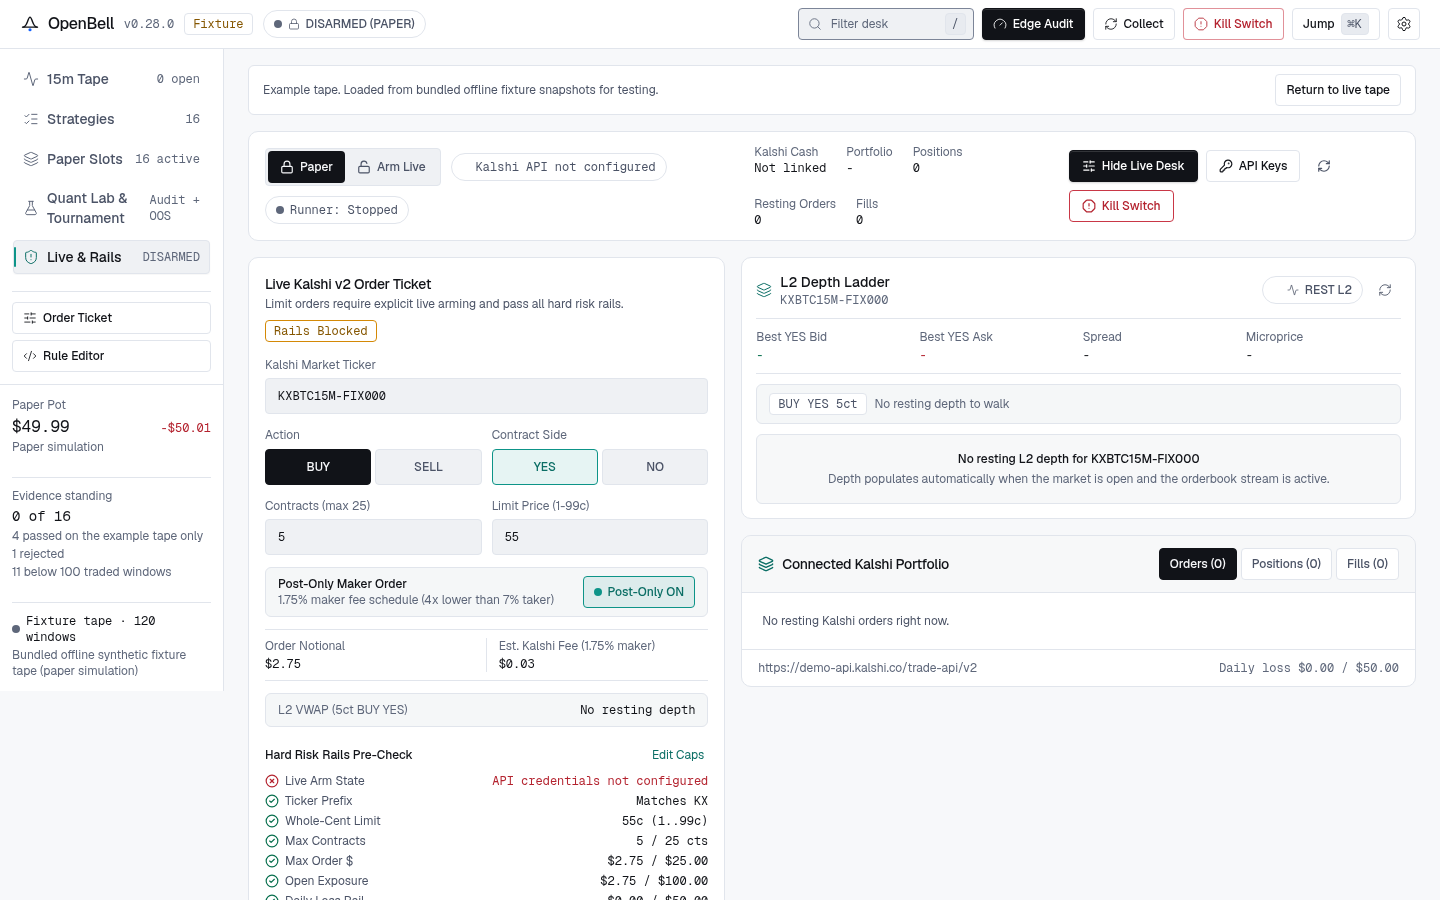 OpenBell v0.28.0 Fixture DISARMED (PAPER) Filter desk / Edge Audit Collect Kill Switch Jump ⌘K
15m Tape 0 open
Strategies 16
Paper Slots 16 active
Quant Lab & Tournament Audit + OOS
Live & Rails DISARMED
Order Ticket
Rule Editor
Paper Pot
$49.99 -$50.01
Paper simulation
Evidence standing
0 of 16
4 passed on the example tape only
1 rejected
11 below 100 traded windows
Fixture tape · 120
windows
Bundled offline synthetic fixture
tape (paper simulation)
Example tape. Loaded from bundled offline fixture snapshots for testing. Return to live tape
Paper Arm Live Kalshi API not configured
Runner: Stopped
Kalshi Cash Portfolio Positions
Not linked - 0
Resting Orders Fills
0 0
Hide Live Desk API Keys
Kill Switch
Live Kalshi v2 Order Ticket
Limit orders require explicit live arming and pass all hard risk rails.
Rails Blocked
Kalshi Market Ticker
KXBTC15M-FIX000
Action Contract Side
BUY SELL YES NO
Contracts (max 25) Limit Price (1-99c)
5 55
Post-Only Maker Order
1.75% maker fee schedule (4x lower than 7% taker) Post-Only ON
Order Notional Est. Kalshi Fee (1.75% maker)
$2.75 $0.03
L2 VWAP (5ct BUY YES) No resting depth
Hard Risk Rails Pre-Check Edit Caps
Live Arm State API credentials not configured
Ticker Prefix Matches KX
Whole-Cent Limit 55c (1..99c)
Max Contracts 5 / 25 cts
Max Order $ $2.75 / $25.00
Open Exposure $2.75 / $100.00
Daily Loss Rail $0.00 / $50.00
L2 Depth Ladder
KXBTC15M-FIX000
REST L2
Best YES Bid Best YES Ask Spread Microprice
- - - -
BUY YES 5ct No resting depth to walk
No resting L2 depth for KXBTC15M-FIX000
Depth populates automatically when the market is open and the orderbook stream is active.
Connected Kalshi Portfolio Orders (0) Positions (0) Fills (0)
No resting Kalshi orders right now.
https://demo-api.kalshi.co/trade-api/v2 Daily loss $0.00 / $50.00